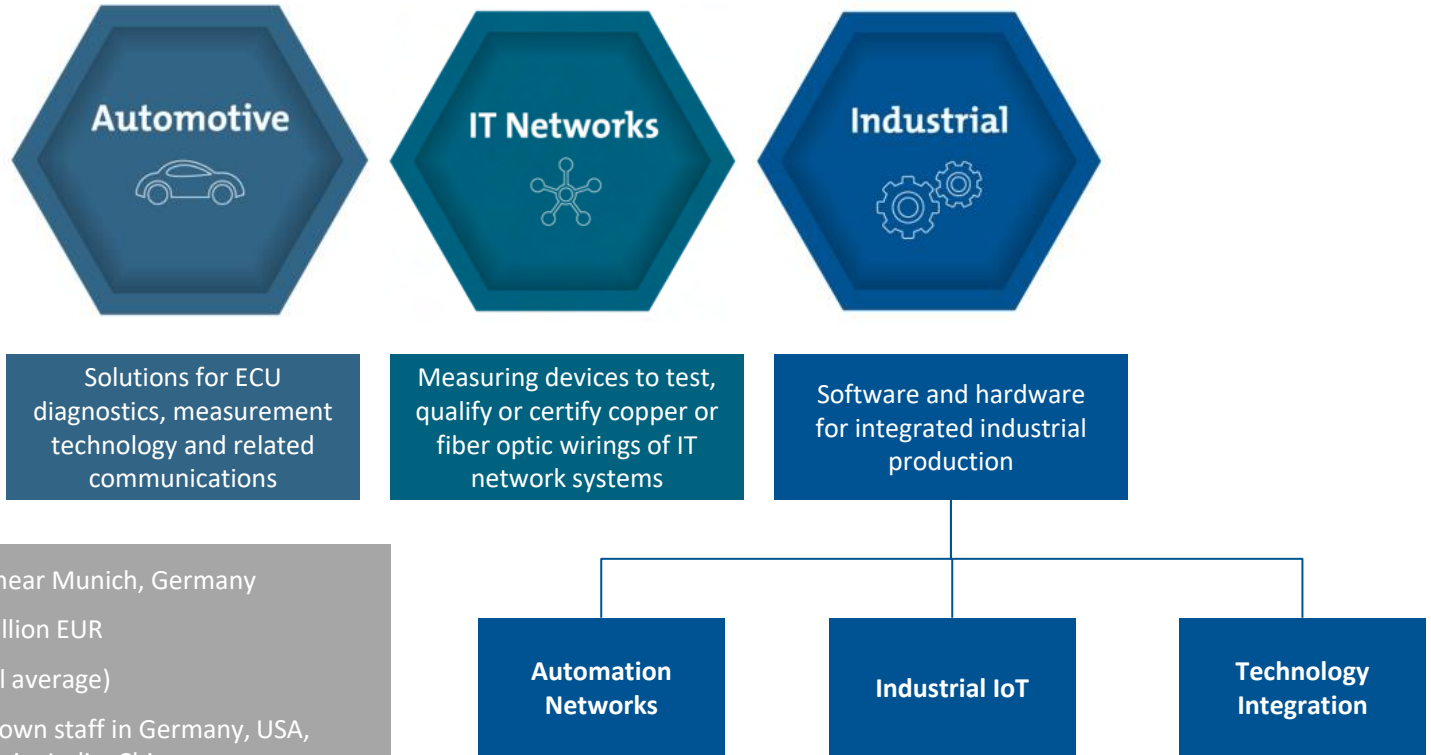 Automotive
IT Networks
Industrial
Solutions for ECU
diagnostics, measurement
technology and related
communications
Measuring devices to test,
qualify or certify copper or
fiber optic wirings of IT
network systems
Software and hardware
for integrated industrial
production
near Munich, Germany
EUR
average)
own staff in Germany, USA,
Automation
Networks
Industrial IoT
Technology
Integration